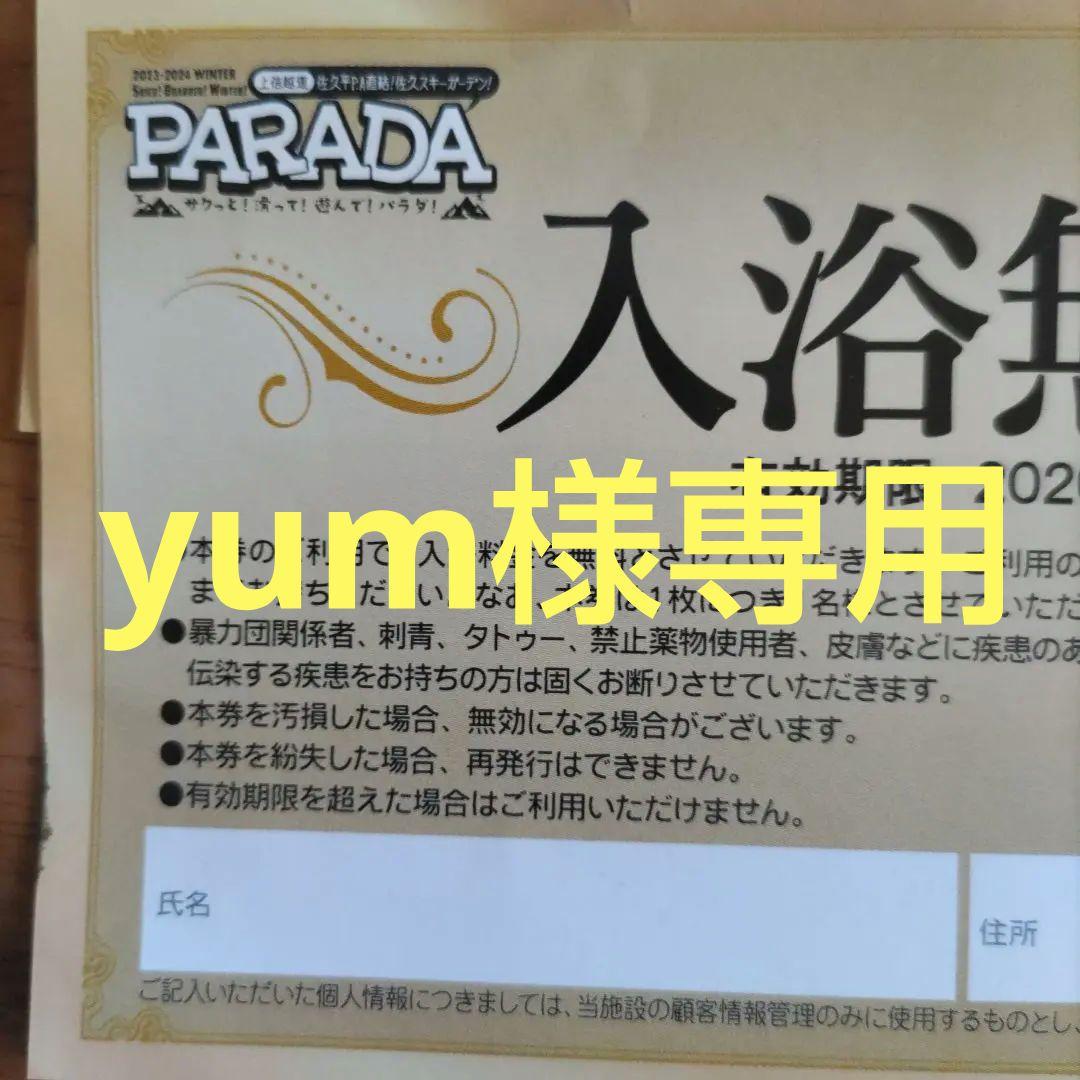 2023-2024 WINTER
上信越道 佐久平PA直結!佐久スキーガーデン!
PARADA
サクっと!滑って!遊んで!パラダ!
入浴無
有効期限 202
yum様専用
●暴力団関係者、刺青、タトゥー、禁止薬物使用者、皮膚などに疾患のあ
伝染する疾患をお持ちの方は固くお断りさせていただきます。
●本券を汚損した場合、無効になる場合がございます。
●本券を紛失した場合、再発行はできません。
●有効期限を超えた場合はご利用いただけません。
氏名
住所
ご記入いただいた個人情報につきましては、当施設の顧客情報管理のみに使用するものとし、